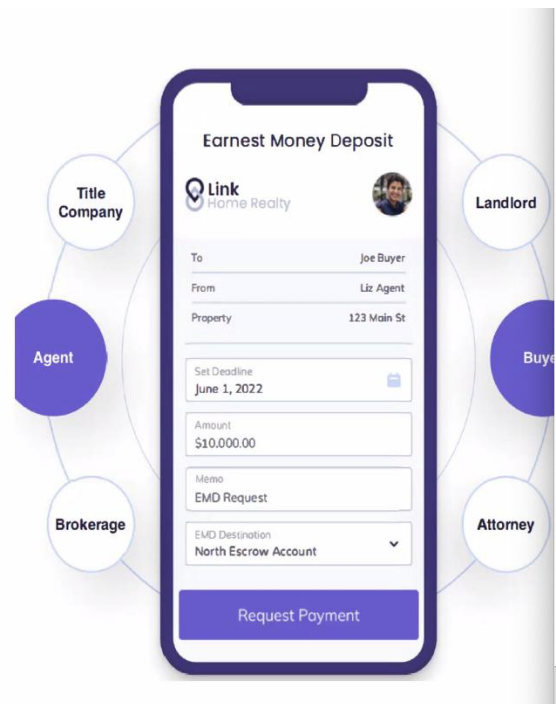 Earnest Money Deposit
Link
Home Realty
To Joe Buyer
From Liz Agent
Property 123 Main St
Set Deadline
June 1, 2022
Amount
$10.000.00
Memo
EMD Request
EMD Destination
North Escrow Account
Request Payment
Title
Company
Agent
Brokerage
Landlord
Buye
Attorney